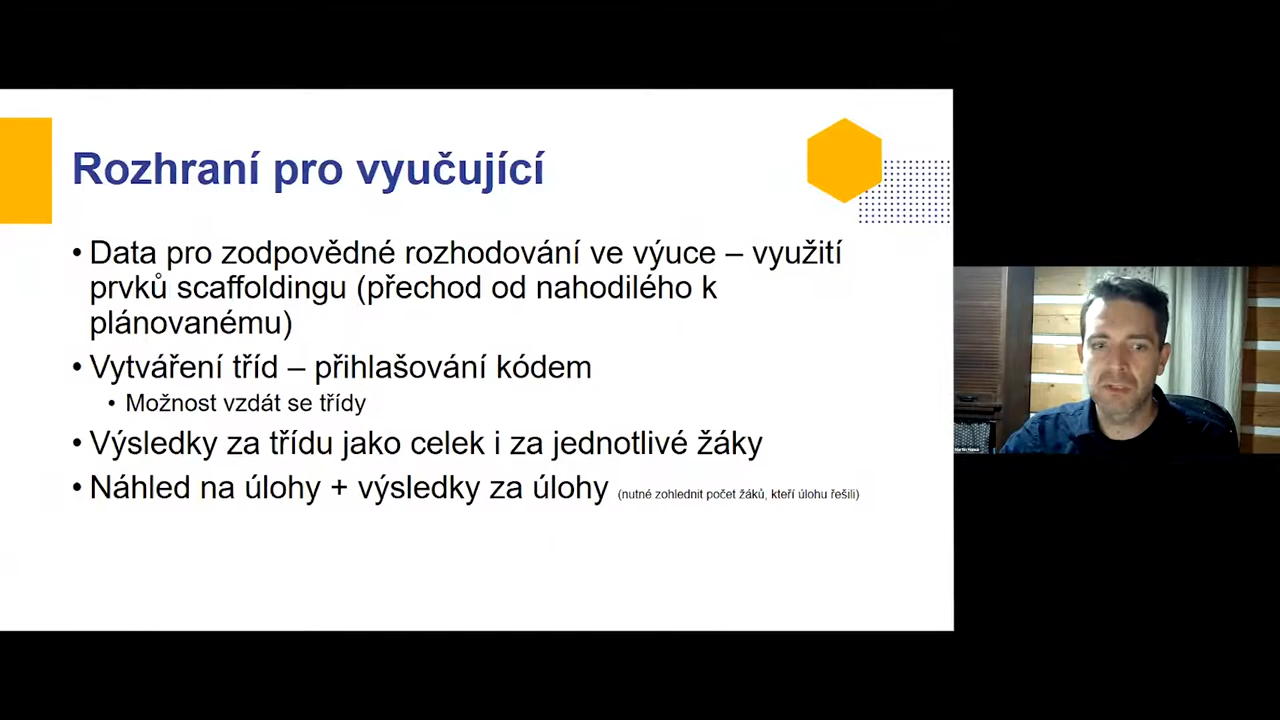 Rozhraní pro vyučující
• Data pro zodpovědné rozhodování ve výuce – využití
prvků scaffoldingu (přechod od nahodilého k
plánovanému)
• Vytváření tříd – přihlašování kódem
• Možnost vzdát se třídy
• Výsledky za třídu jako celek i za jednotlivé žáky
• Náhled na úlohy + výsledky za úlohy (nutné zohlednit počet žáků, kteří úlohu řešili)